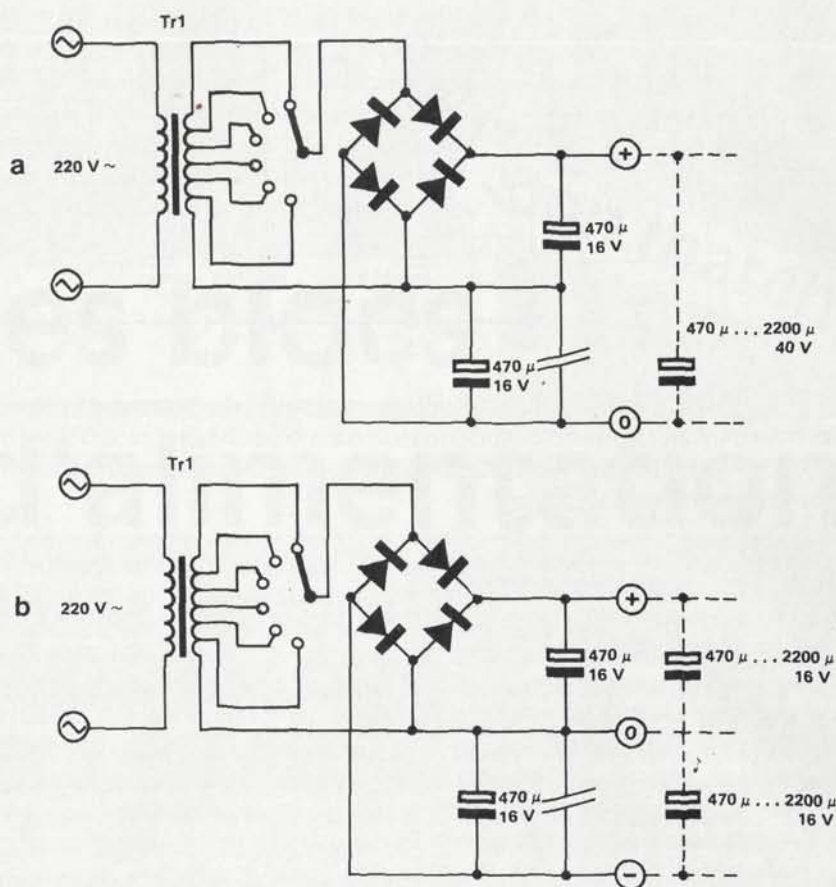 Tr1
a
220 V ~
+
470 µ
16 V
470 µ
16 V
470 µ ... 2200 µ
40 V
0
Tr1
b
220 V ~
+
470 µ
16 V
470 µ ... 2200 µ
16 V
0
470 µ
16 V
470 µ ... 2200 µ
16 V
−